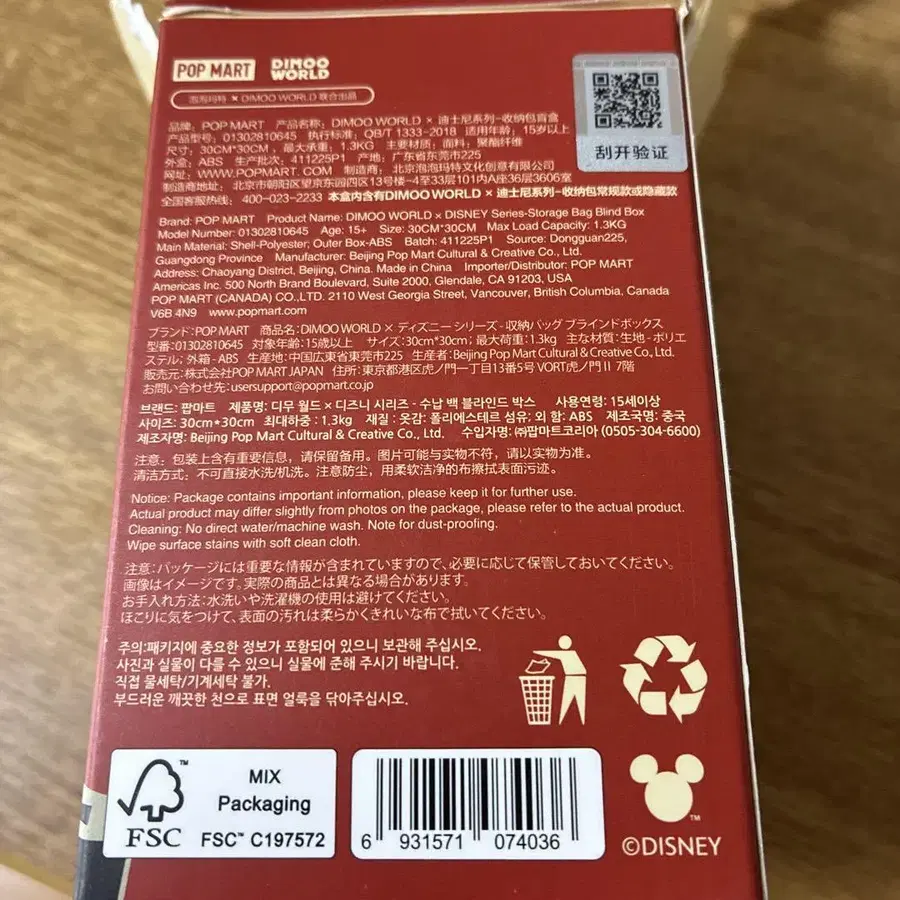 POP MART DIMOO WORLD
泡泡玛特 × DIMOO WORLD 联合出品
刮开验证
品牌：POP MART 产品名称：DIMOO WORLD × 迪士尼系列-收纳包盲盒
产品型号：01302810645 执行标准：QB/T 1333-2018 适用年龄：15岁以上
尺寸：30CM*30CM，最大承重：1.3KG 主要材质：面料：聚酯纤维
外盒：ABS 生产批次：411225P1 产地：广东省东莞市225
网址：WWW.POPMART.COM 制造商：北京泡泡玛特文化创意有限公司
制造商地址：北京市朝阳区望京东园四区13号楼-4至33层101内A座36层3606室
全国客服热线：400-023-2233 本盒内含有DIMOO WORLD × 迪士尼系列-收纳包常规款或隐藏款
Brand: POP MART Product Name: DIMOO WORLD × DISNEY Series-Storage Bag Blind Box
Model Number: 01302810645 Age: 15+ Size: 30CM*30CM Max Load Capacity: 1.3KG
Main Material: Shell-Polyester; Outer Box-ABS Batch: 411225P1 Source: Dongguan225,
Guangdong Province Manufacturer: Beijing Pop Mart Cultural & Creative Co., Ltd.
Address: Chaoyang District, Beijing, China. Made in China Importer/Distributor: POP MART
Americas Inc. 500 North Brand Boulevard, Suite 2000, Glendale, CA 91203, USA
POP MART (CANADA) CO.,LTD. 2110 West Georgia Street, Vancouver, British Columbia, Canada
V6B 4N9 www.popmart.com
ブランド：POP MART 商品名：DIMOO WORLD × ディズニー シリーズ - 収納バッグ ブラインドボックス
型番：01302810645 対象年齢：15歳以上 サイズ：30cm*30cm；最大荷重：1.3kg 主な材質：生地 - ポリエ
ステル：外箱 - ABS 生産地：中国広東省東莞市225 生産者：Beijing Pop Mart Cultural & Creative Co., Ltd.
販売元：株式会社POP MART JAPAN 住所：東京都港区虎ノ門一丁目13番5号 VORT虎ノ門Ⅱ 7階
お問い合わせ先：usersupport@popmart.co.jp
브랜드: 팝마트 제품명: 디무 월드 × 디즈니 시리즈 - 수납 백 블라인드 박스 사용연령: 15세이상
사이즈: 30cm*30cm 최대하중 : 1.3kg 재질 : 옷감: 폴리에스테르 섬유; 외 함: ABS 제조국명: 중국
제조자명: Beijing Pop Mart Cultural & Creative Co., Ltd. 수입자명: ㈜팝마트코리아 (0505-304-6600)
注意：包装上含有重要信息，请保留备用。图片可能与实物不符，请以实物为准。
清洁方式：不可直接水洗/机洗。注意防尘，用柔软洁净的布擦拭表面污迹。
Notice: Package contains important information, please keep it for further use.
Actual product may differ slightly from photos on the package, please refer to the actual product.
Cleaning: No direct water/machine wash. Note for dust-proofing.
Wipe surface stains with soft clean cloth.
注意：パッケージには重要な情報が含まれていますので、必要に応じて保管しておいてください。
画像はイメージです。実際の商品とは異なる場合があります。
お手入れ方法：水洗いや洗濯機の使用は避けてください。
ほこりに気をつけて、表面の汚れは柔らかくきれいな布で拭いてください。
주의:패키지에 중요한 정보가 포함되어 있으니 보관해 주십시오.
사진과 실물이 다를 수 있으니 실물에 준해 주시기 바랍니다.
직접 물세탁/기계세탁 불가.
부드러운 깨끗한 천으로 표면 얼룩을 닦아주십시오.
FSC™
MIX
Packaging
FSC™ C197572
6 931571 074036
©DISNEY